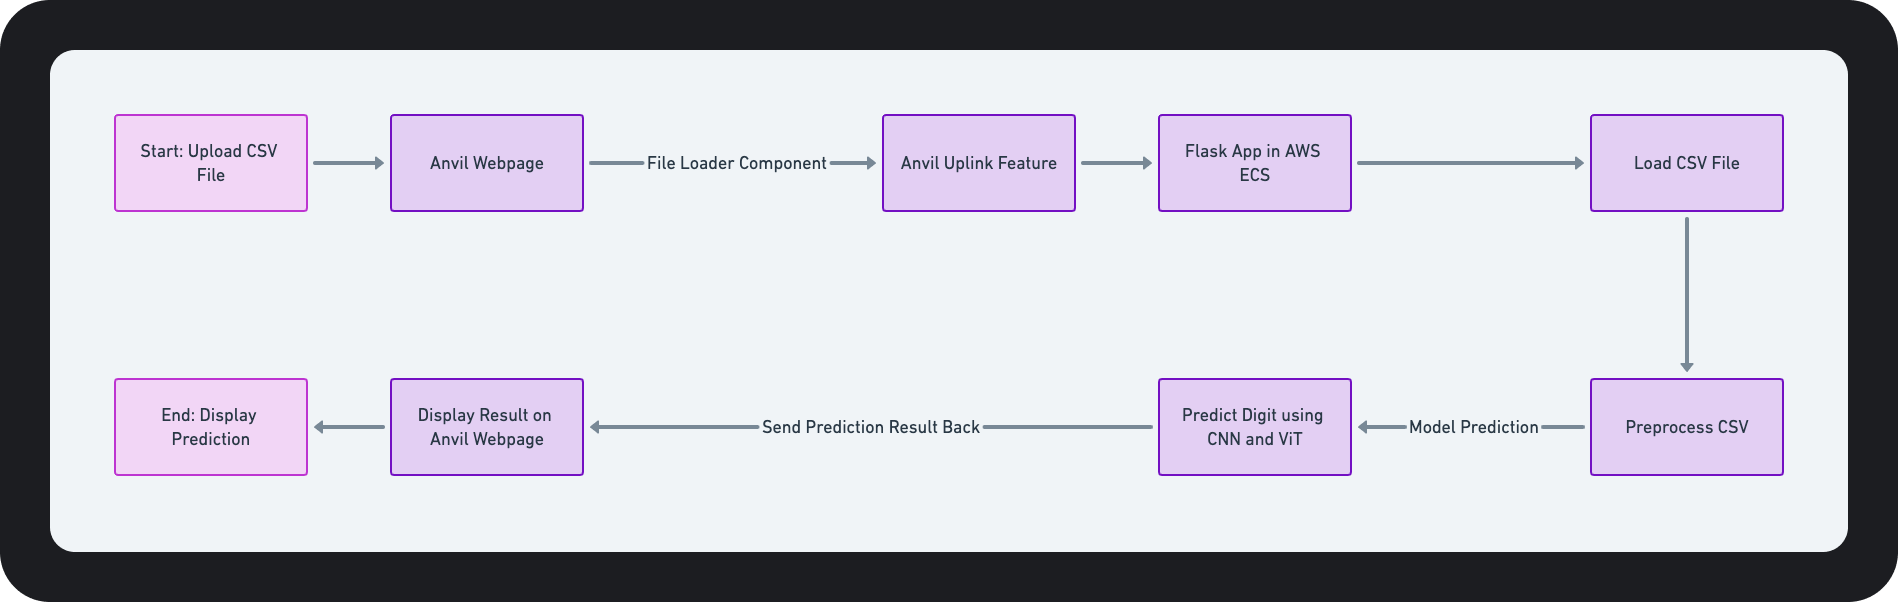 Start: Upload CSV
File
Anvil Webpage
File Loader Component
Anvil Uplink Feature
Flask App in AWS
ECS
Load CSV File
Preprocess CSV
Model Prediction
Predict Digit using
CNN and ViT
Send Prediction Result Back
Display Result on
Anvil Webpage
End: Display
Prediction